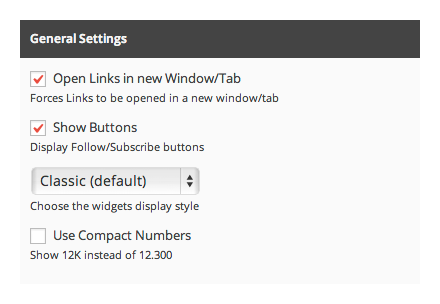 General Settings
Open Links in new Window/Tab
Forces Links to be opened in a new window/tab
Show Buttons
Display Follow/Subscribe buttons
Classic (default)
Choose the widgets display style
Use Compact Numbers
Show 12K instead of 12.300